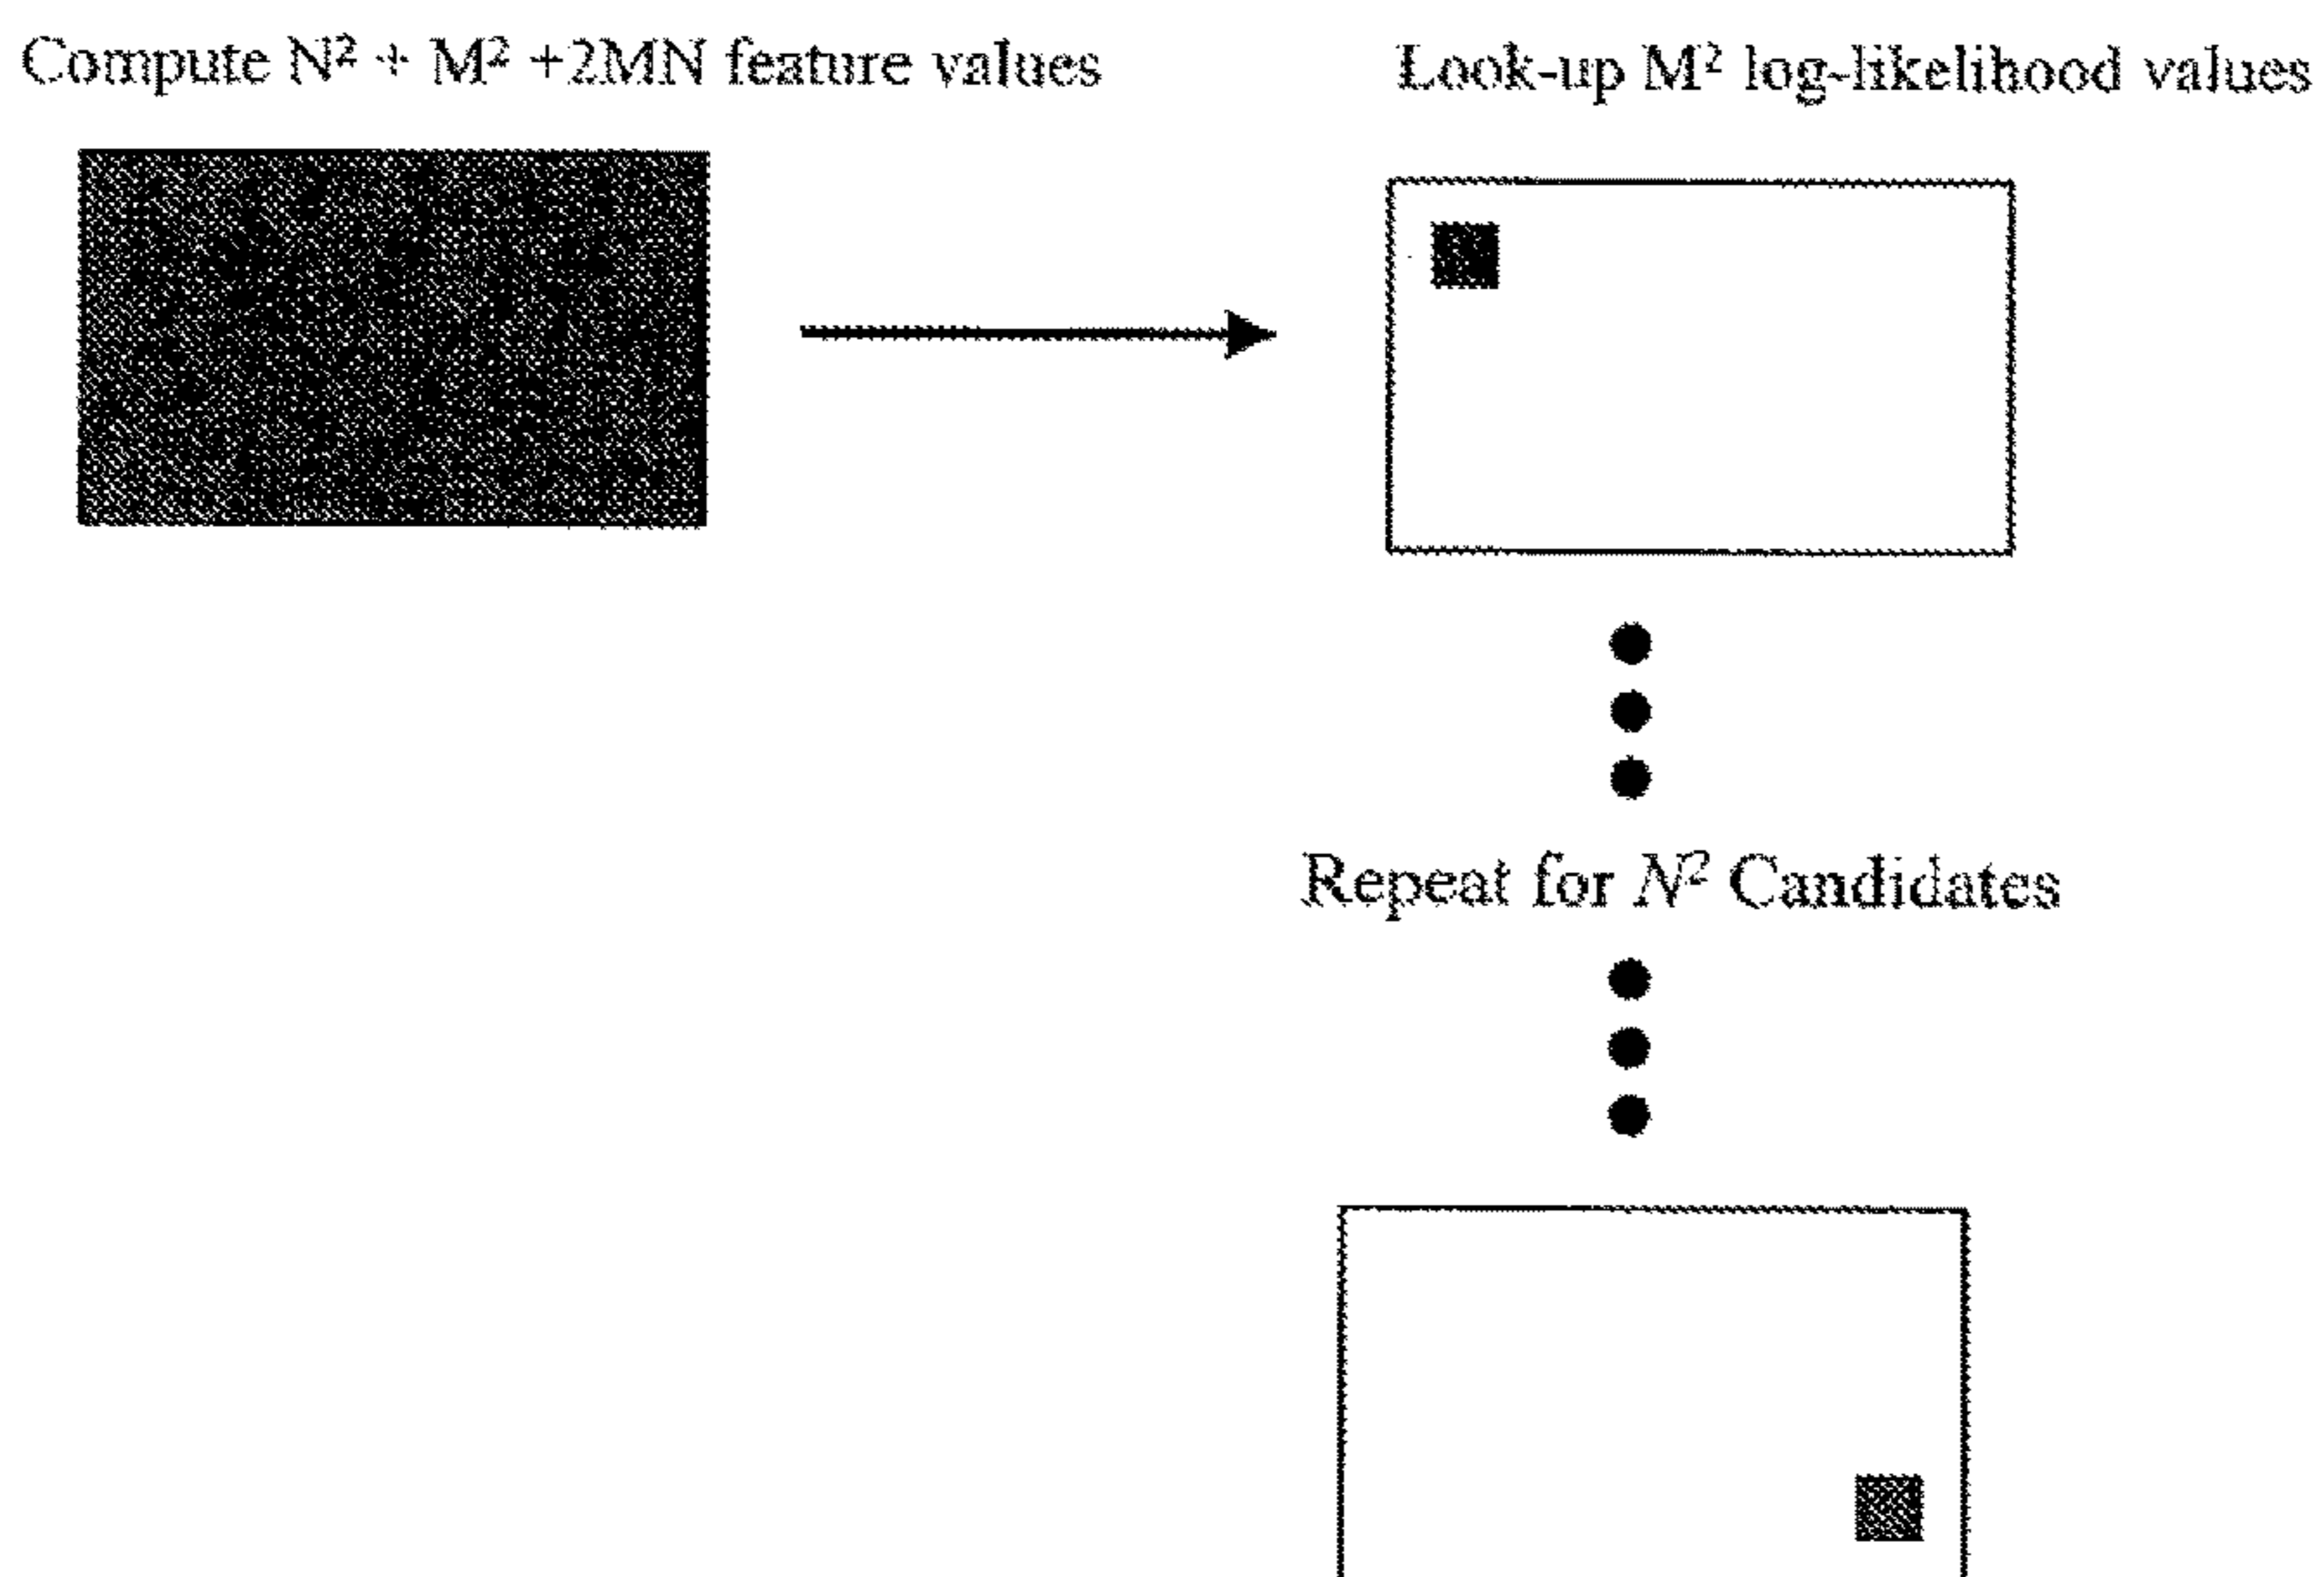 Compute N² + M² +2MN feature values
Look-up M² log-likelihood values
Repeat for N² Candidates